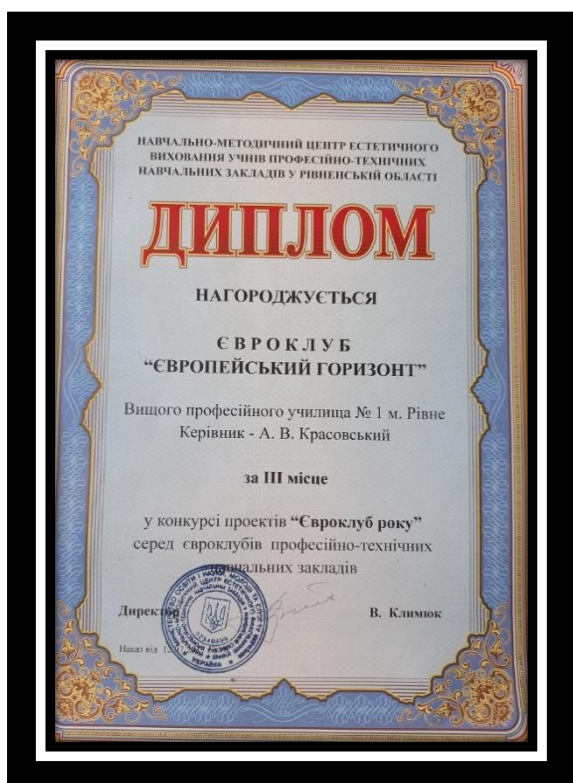 НАВЧАЛЬНО-МЕТОДИЧНИЙ ЦЕНТР ЕСТЕТИЧНОГО
ВИХОВАННЯ УЧНІВ ПРОФЕСІЙНО-ТЕХНІЧНИХ
НАВЧАЛЬНИХ ЗАКЛАДІВ У РІВНЕНСЬКІЙ ОБЛАСТІ
ДИПЛОМ
НАГОРОДЖУЄТЬСЯ
ЄВРОКЛУБ
“ЄВРОПЕЙСЬКИЙ ГОРИЗОНТ”
Вищого професійного училища № 1 м. Рівне
Керівник - А. В. Красовський
за III місце
у конкурсі проектів “Євроклуб року”
серед євроклубів професійно-технічних
навчальних закладів
Директор В. Климюк
Наказ від
УКРАЇНА